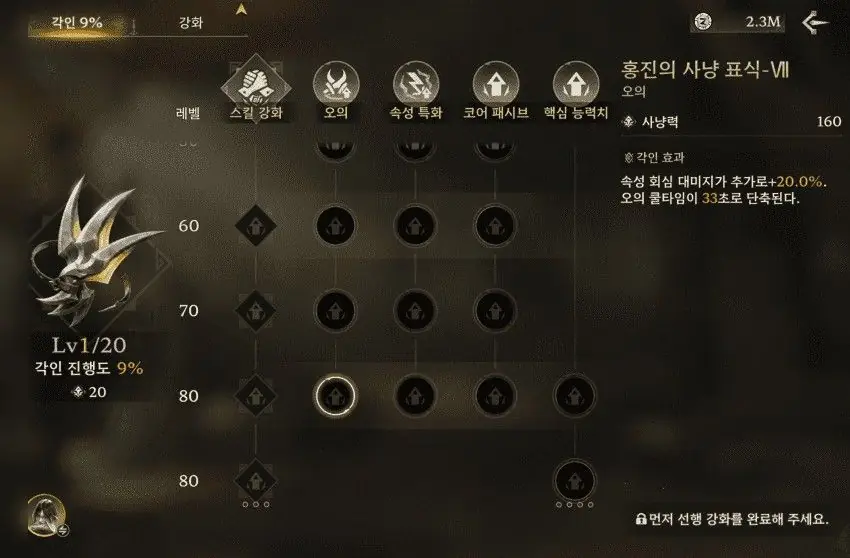 각인 9%
강화
2.3M
레벨
스킬 강화
오의
속성 특화
코어 패시브
핵심 능력치
홍진의 사냥 표식-Ⅶ
오의
사냥력 160
각인 효과
속성 회심 대미지가 추가로+20.0%.
오의 쿨타임이 33초로 단축된다.
60
70
80
80
Lv1/20
각인 진행도 9%
20
먼저 선행 강화를 완료해 주세요.